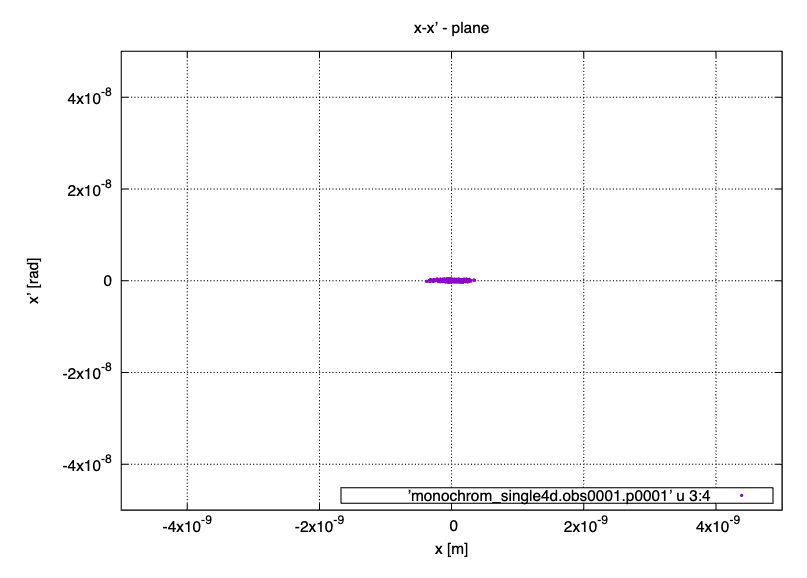 x-x' - plane
4x10⁻⁸
2x10⁻⁸
0
-2x10⁻⁸
-4x10⁻⁸
x' [rad]
'monochrom_single4d.obs0001.p0001' u 3:4
-4x10⁻⁹ -2x10⁻⁹ 0 2x10⁻⁹ 4x10⁻⁹
x [m]